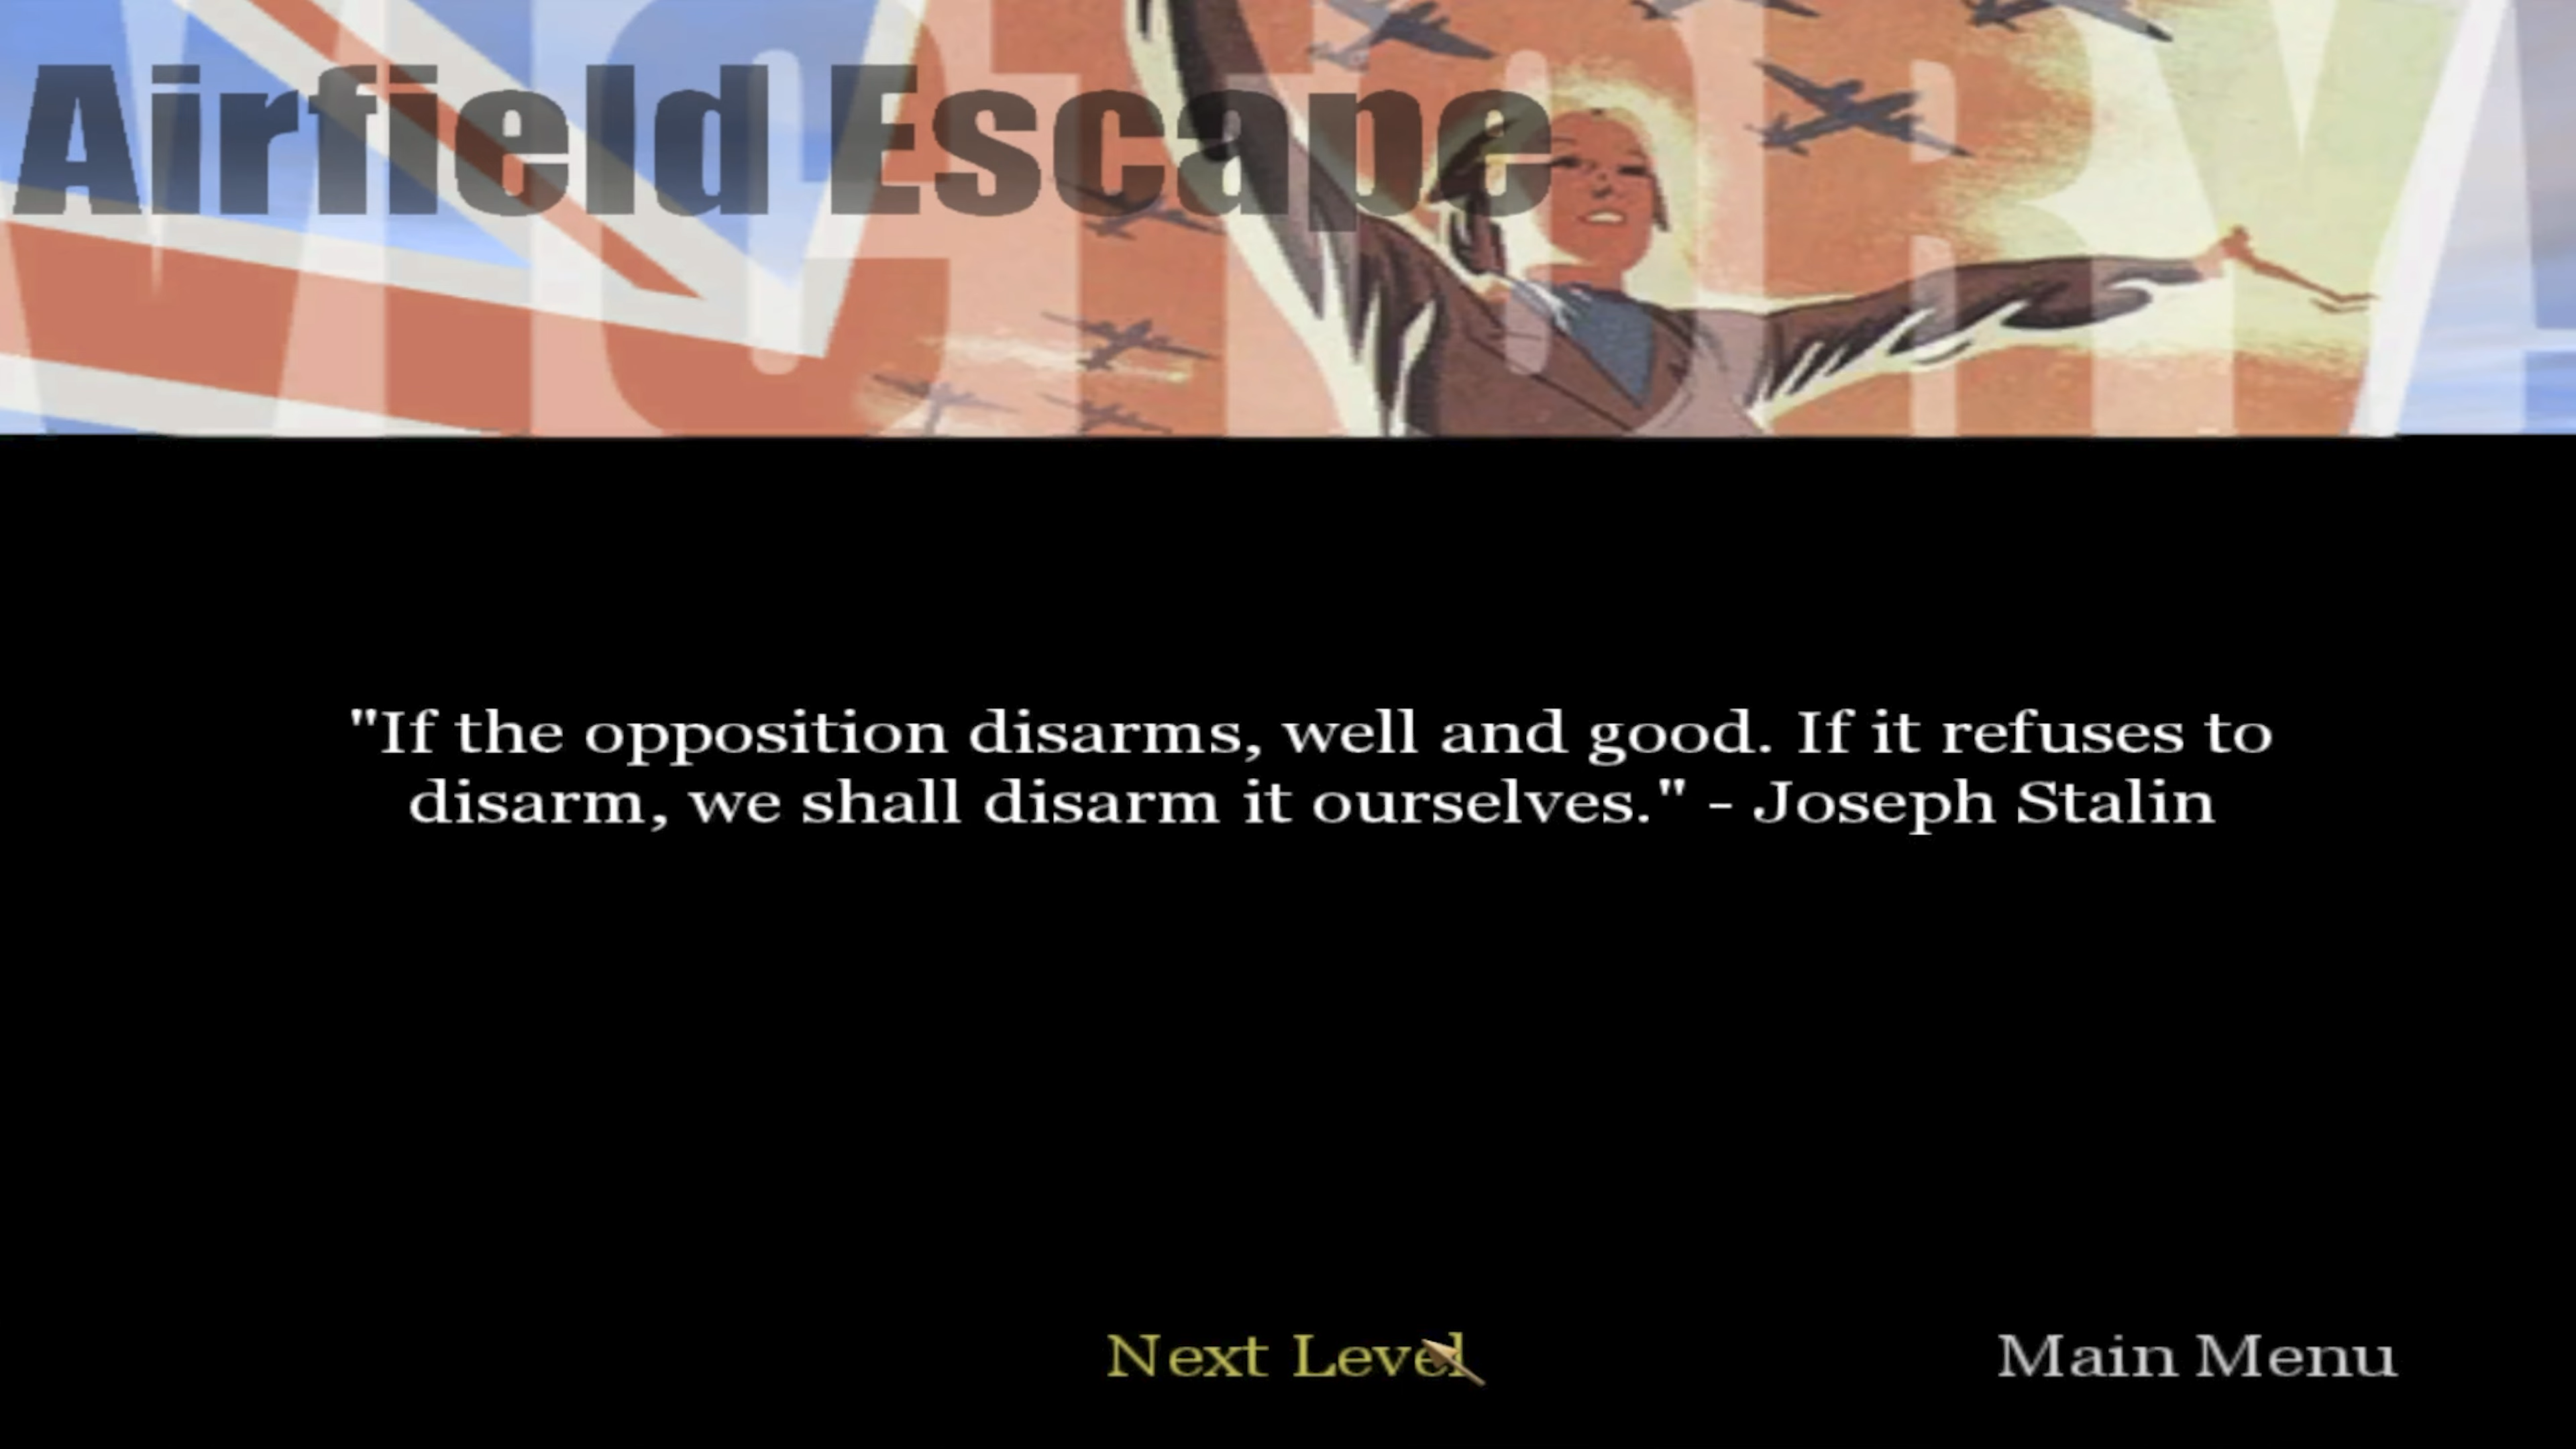 VICTORY
Airfield Escape
"If the opposition disarms, well and good. If it refuses to
disarm, we shall disarm it ourselves." - Joseph Stalin
Next Level
Main Menu